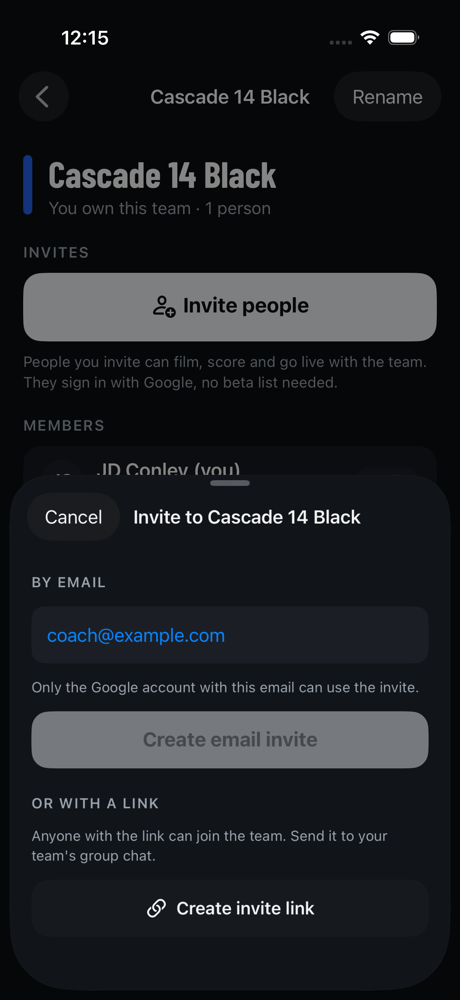 12:15
Cascade 14 Black
Rename
Cascade 14 Black
You own this team · 1 person
INVITES
Invite people
People you invite can film, score and go live with the team.
They sign in with Google, no beta list needed.
MEMBERS
JD Conley (you)
Cancel
Invite to Cascade 14 Black
BY EMAIL
coach@example.com
Only the Google account with this email can use the invite.
Create email invite
OR WITH A LINK
Anyone with the link can join the team. Send it to your
team's group chat.
Create invite link